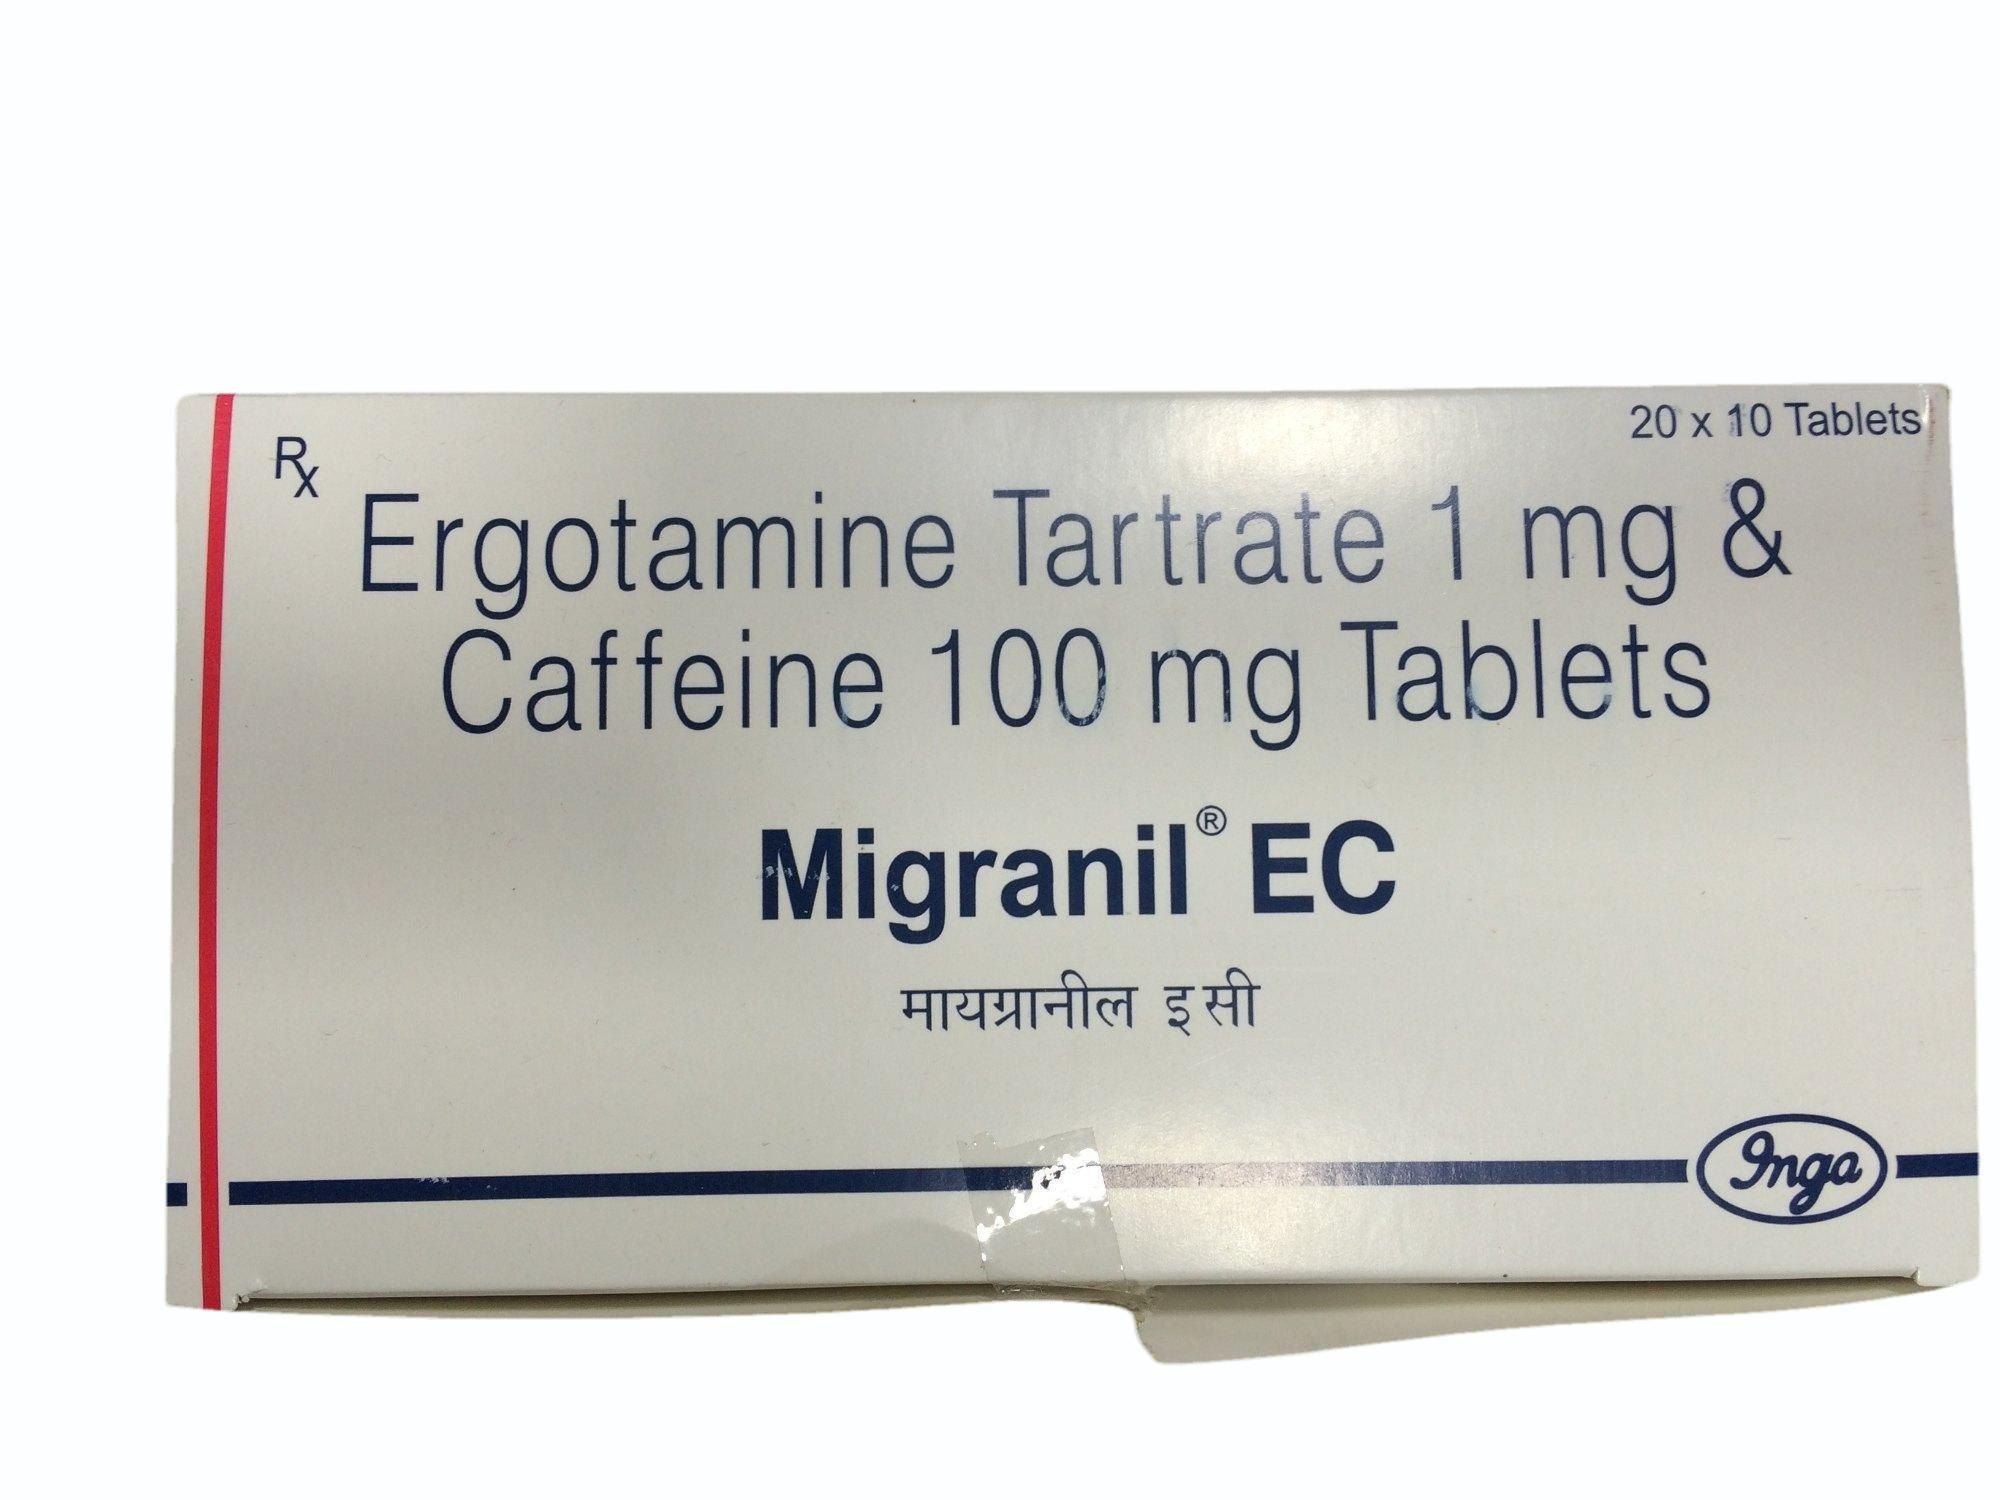 20 x 10 Tablets
Rx
Ergotamine Tartrate 1 mg &
Caffeine 100 mg Tablets
Migranil® EC
मायग्रानील इसी
Inga